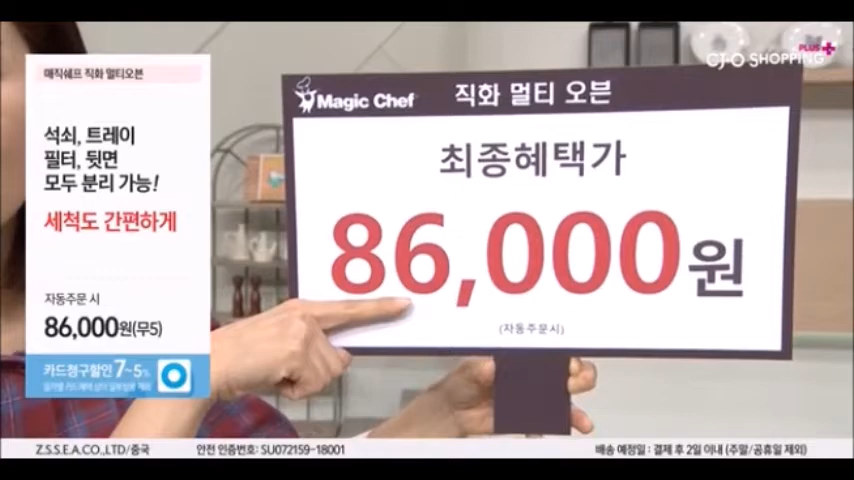 매직쉐프 직화 멀티오븐
석쇠, 트레이
필터, 뒷면
모두 분리 가능!
세척도 간편하게
자동주문 시
86,000원(무5)
카드청구할인 7~5%
CJ O SHOPPING PLUS+
Magic Chef 직화 멀티 오븐
최종혜택가
86,000원
(자동주문시)
Z.S.S.E.A.CO.,LTD/중국 안전 인증번호: SU072159-18001 배송 예정일 : 결제 후 2일 이내 (주말/공휴일 제외)